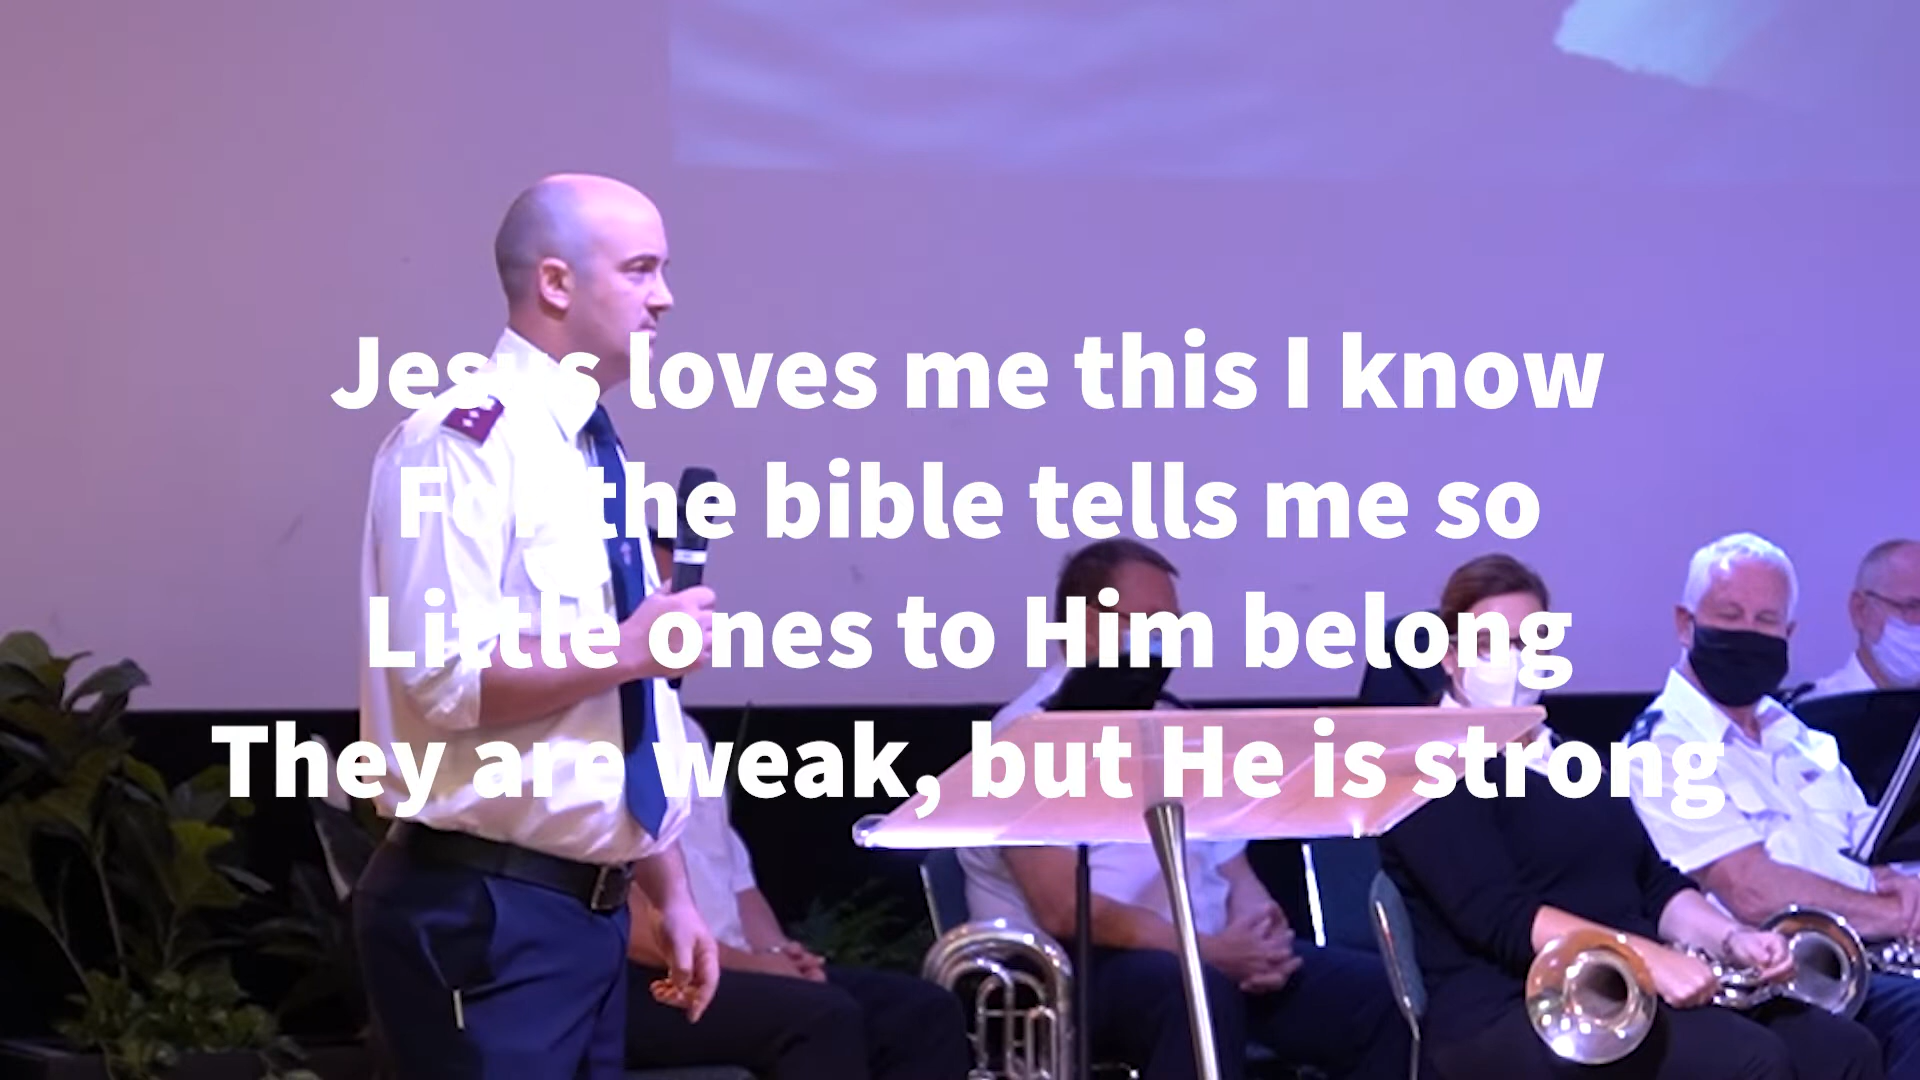 Jesus loves me this I know
For the bible tells me so
Little ones to Him belong
They are weak, but He is strong